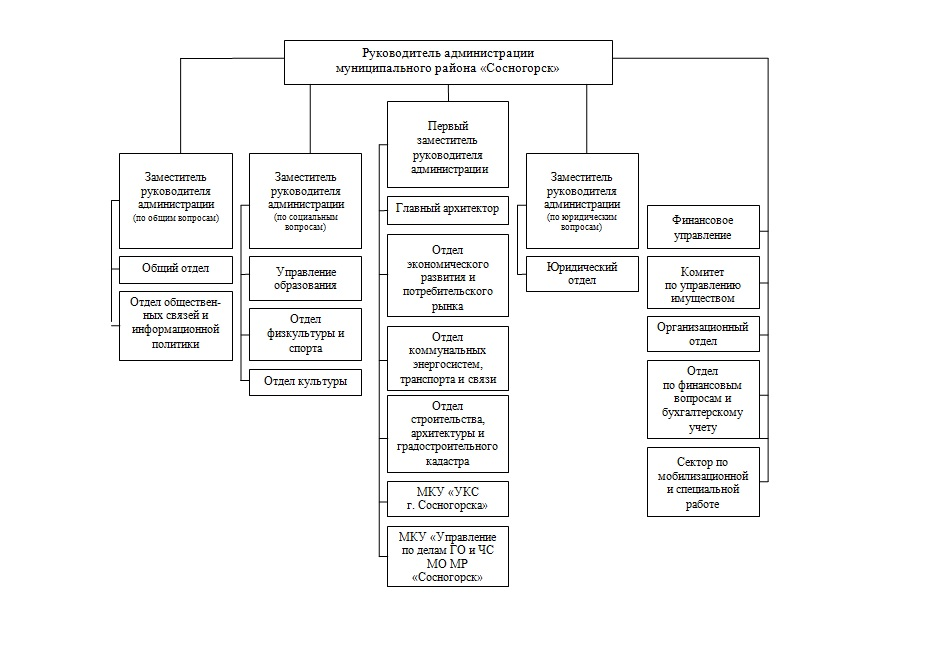 Руководитель администрации
муниципального района «Сосногорск»
Заместитель
руководителя
администрации
(по общим вопросам)
Общий отдел
Отдел обществен-
ных связей и
информационной
политики
Заместитель
руководителя
администрации
(по социальным
вопросам)
Управление
образования
Отдел
физкультуры и
спорта
Отдел культуры
Первый
заместитель
руководителя
администрации
Главный архитектор
Отдел
экономического
развития и
потребительского
рынка
Отдел
коммунальных
энергосистем,
транспорта и связи
Отдел
строительства,
архитектуры и
градостроительного
кадастра
МКУ «УКС
г. Сосногорска»
МКУ «Управление
по делам ГО и ЧС
МО МР
«Сосногорск»
Заместитель
руководителя
администрации
(по юридическим
вопросам)
Юридический
отдел
Финансовое
управление
Комитет
по управлению
имуществом
Организационный
отдел
Отдел
по финансовым
вопросам и
бухгалтерскому
учету
Сектор по
мобилизационной
и специальной
работе